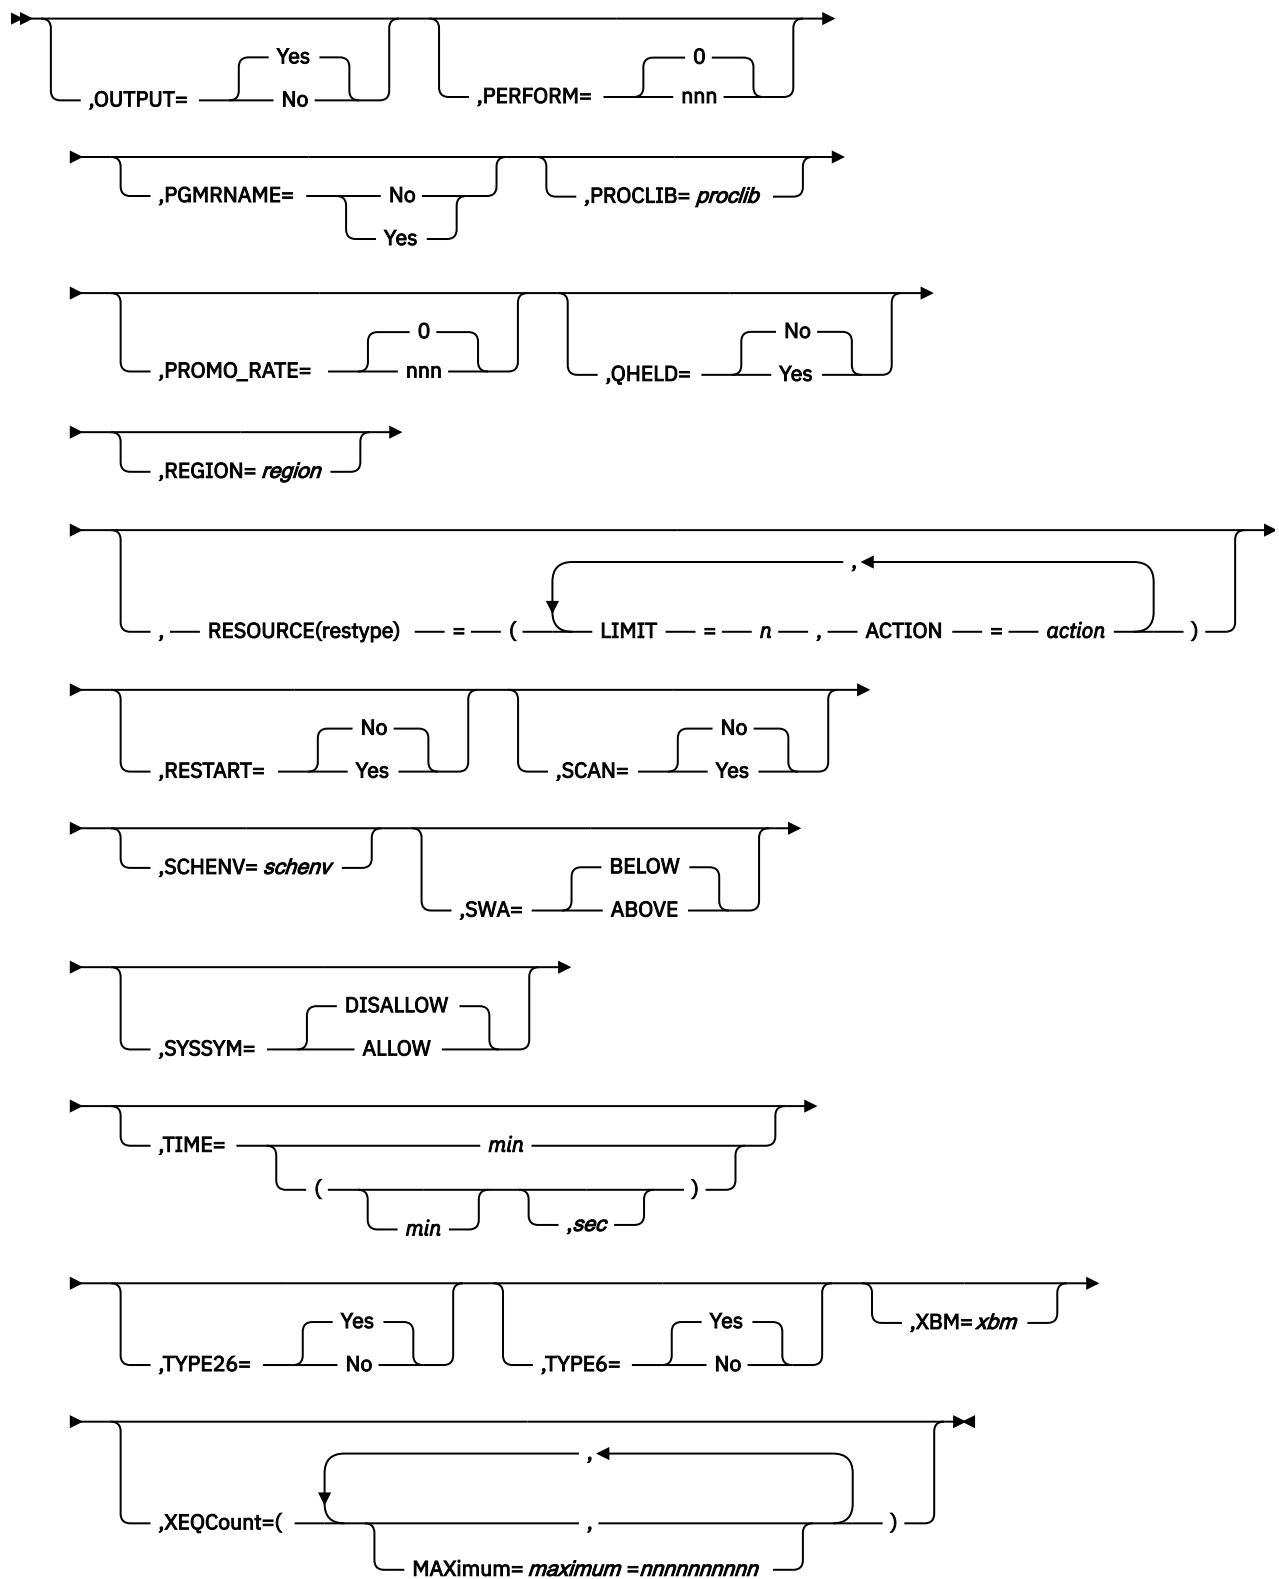 Yes 0
,OUTPUT= No ,PERFORM= nnn
,PGMRNAME= No ,PROCLIB= proclib
Yes
0 No
,PROMO_RATE= nnn ,QHELD= Yes
,REGION= region
,
, RESOURCE(restype) = ( LIMIT = n , ACTION = action )
No No
,RESTART= Yes ,SCAN= Yes
,SCHENV= schenv BELOW
,SWA= ABOVE
DISALLOW
,SYSSYM= ALLOW
,TIME= min
( )
min ,sec
Yes Yes ,XBM= xbm
,TYPE26= No ,TYPE6= No
,
,XEQCount=( , )
MAXimum= maximum =nnnnnnnnnn